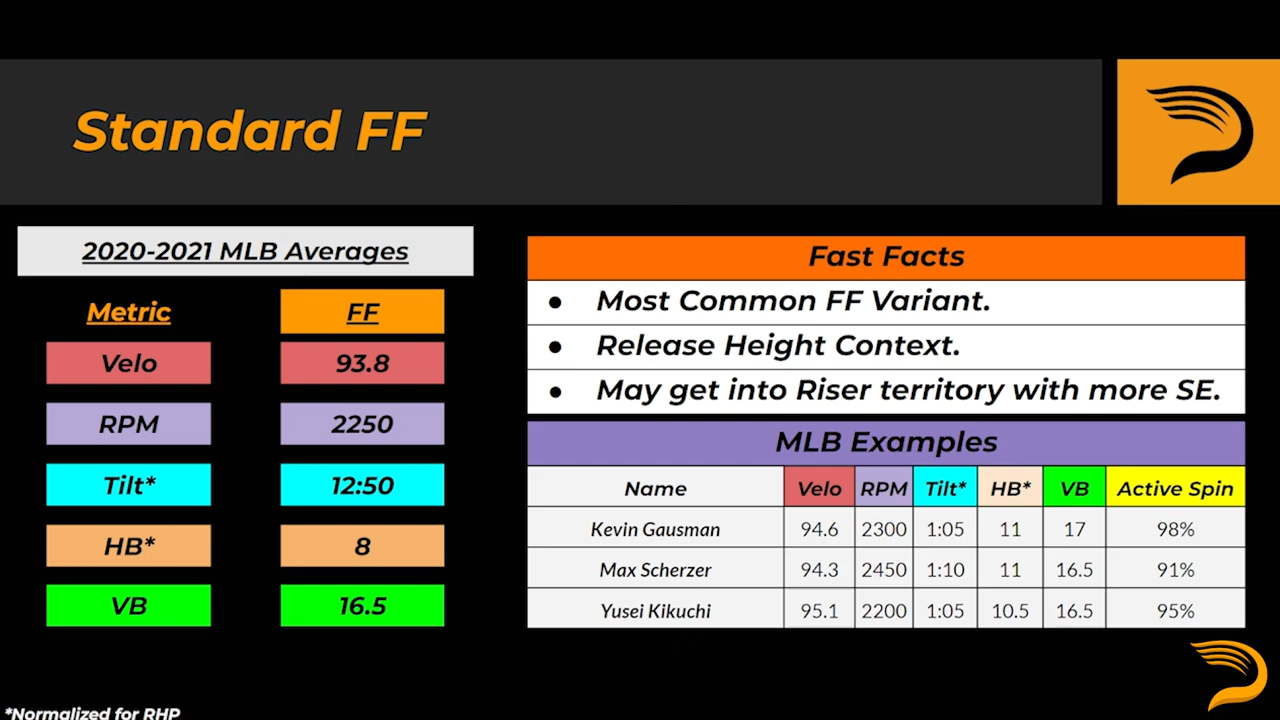 Standard FF
2020-2021 MLB Averages
Metric FF
Velo 93.8
RPM 2250
Tilt* 12:50
HB* 8
VB 16.5
Fast Facts
● Most Common FF Variant.
● Release Height Context.
● May get into Riser territory with more SE.
MLB Examples
Name Velo RPM Tilt* HB* VB Active Spin
Kevin Gausman 94.6 2300 1:05 11 17 98%
Max Scherzer 94.3 2450 1:10 11 16.5 91%
Yusei Kikuchi 95.1 2200 1:05 10.5 16.5 95%
*Normalized for RHP